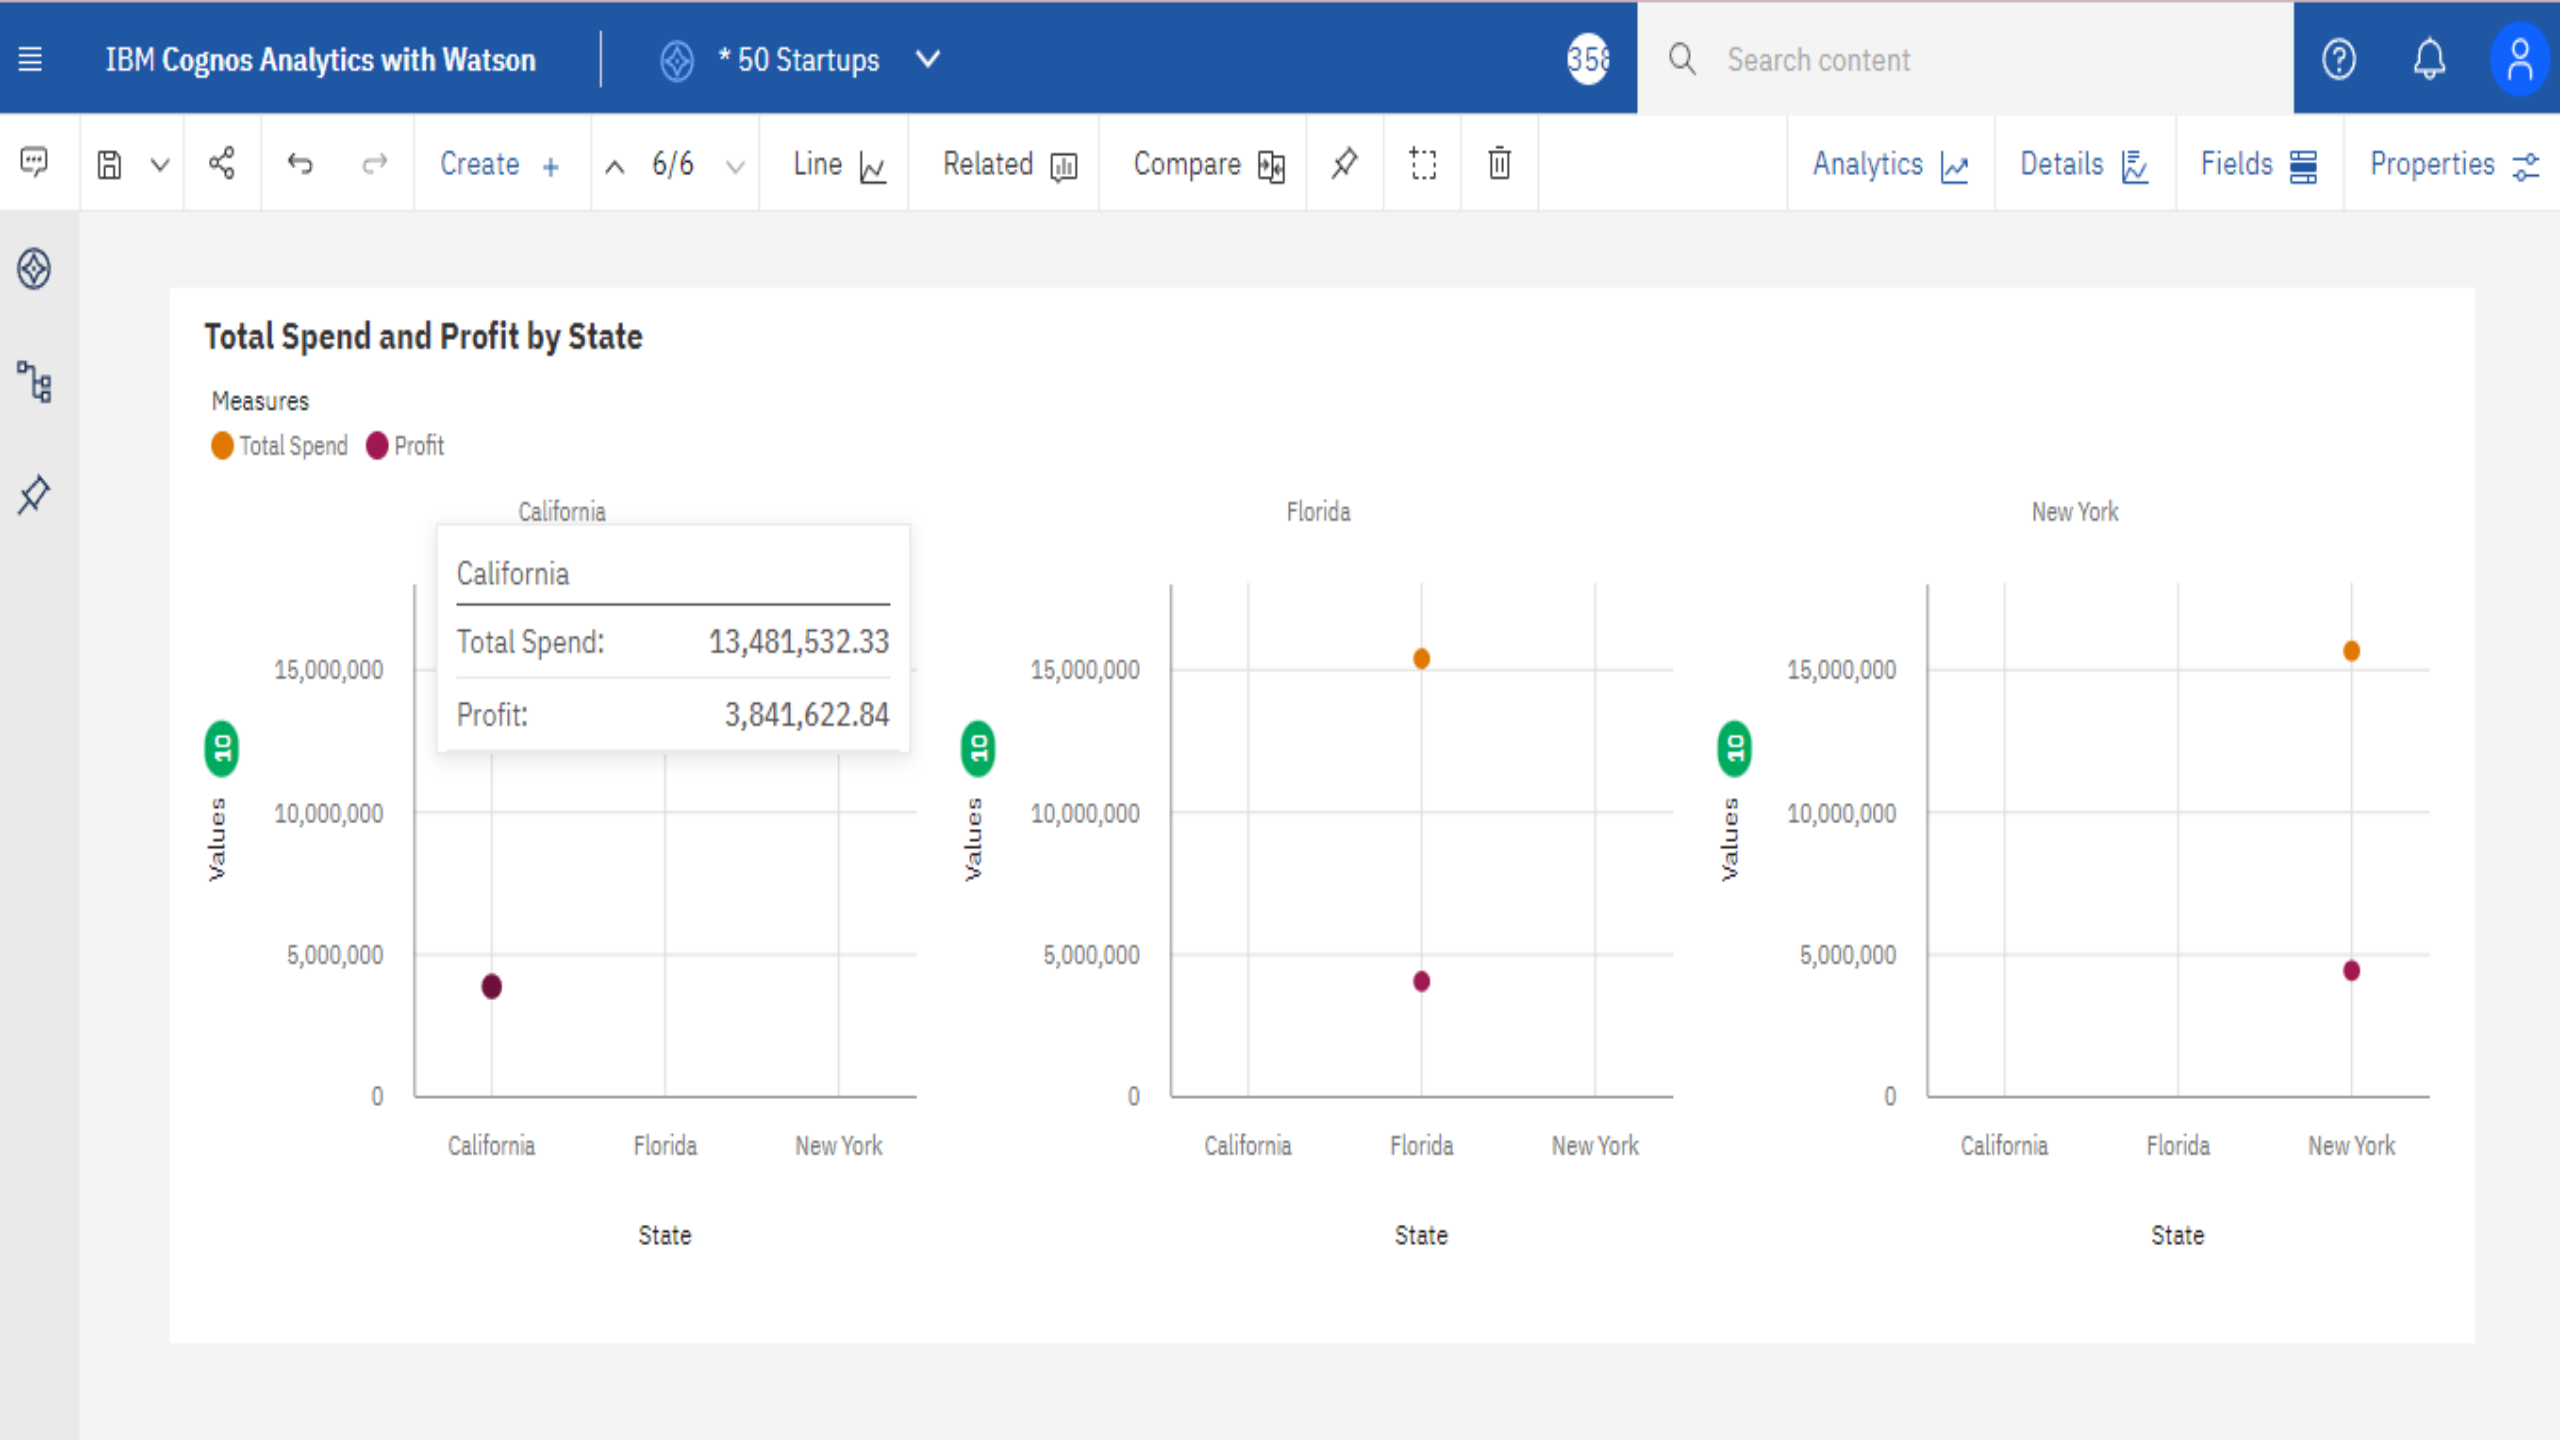 IBM Cognos Analytics with Watson
* 50 Startups
358
Search content
Create +
6/6
Line
Related
Compare
Analytics
Details
Fields
Properties
Total Spend and Profit by State
Measures
Total Spend Profit
California
Florida
New York
California
Total Spend: 13,481,532.33
Profit: 3,841,622.84
10
Values
15,000,000
10,000,000
5,000,000
0
California Florida New York
State
10
Values
15,000,000
10,000,000
5,000,000
0
California Florida New York
State
10
Values
15,000,000
10,000,000
5,000,000
0
California Florida New York
State